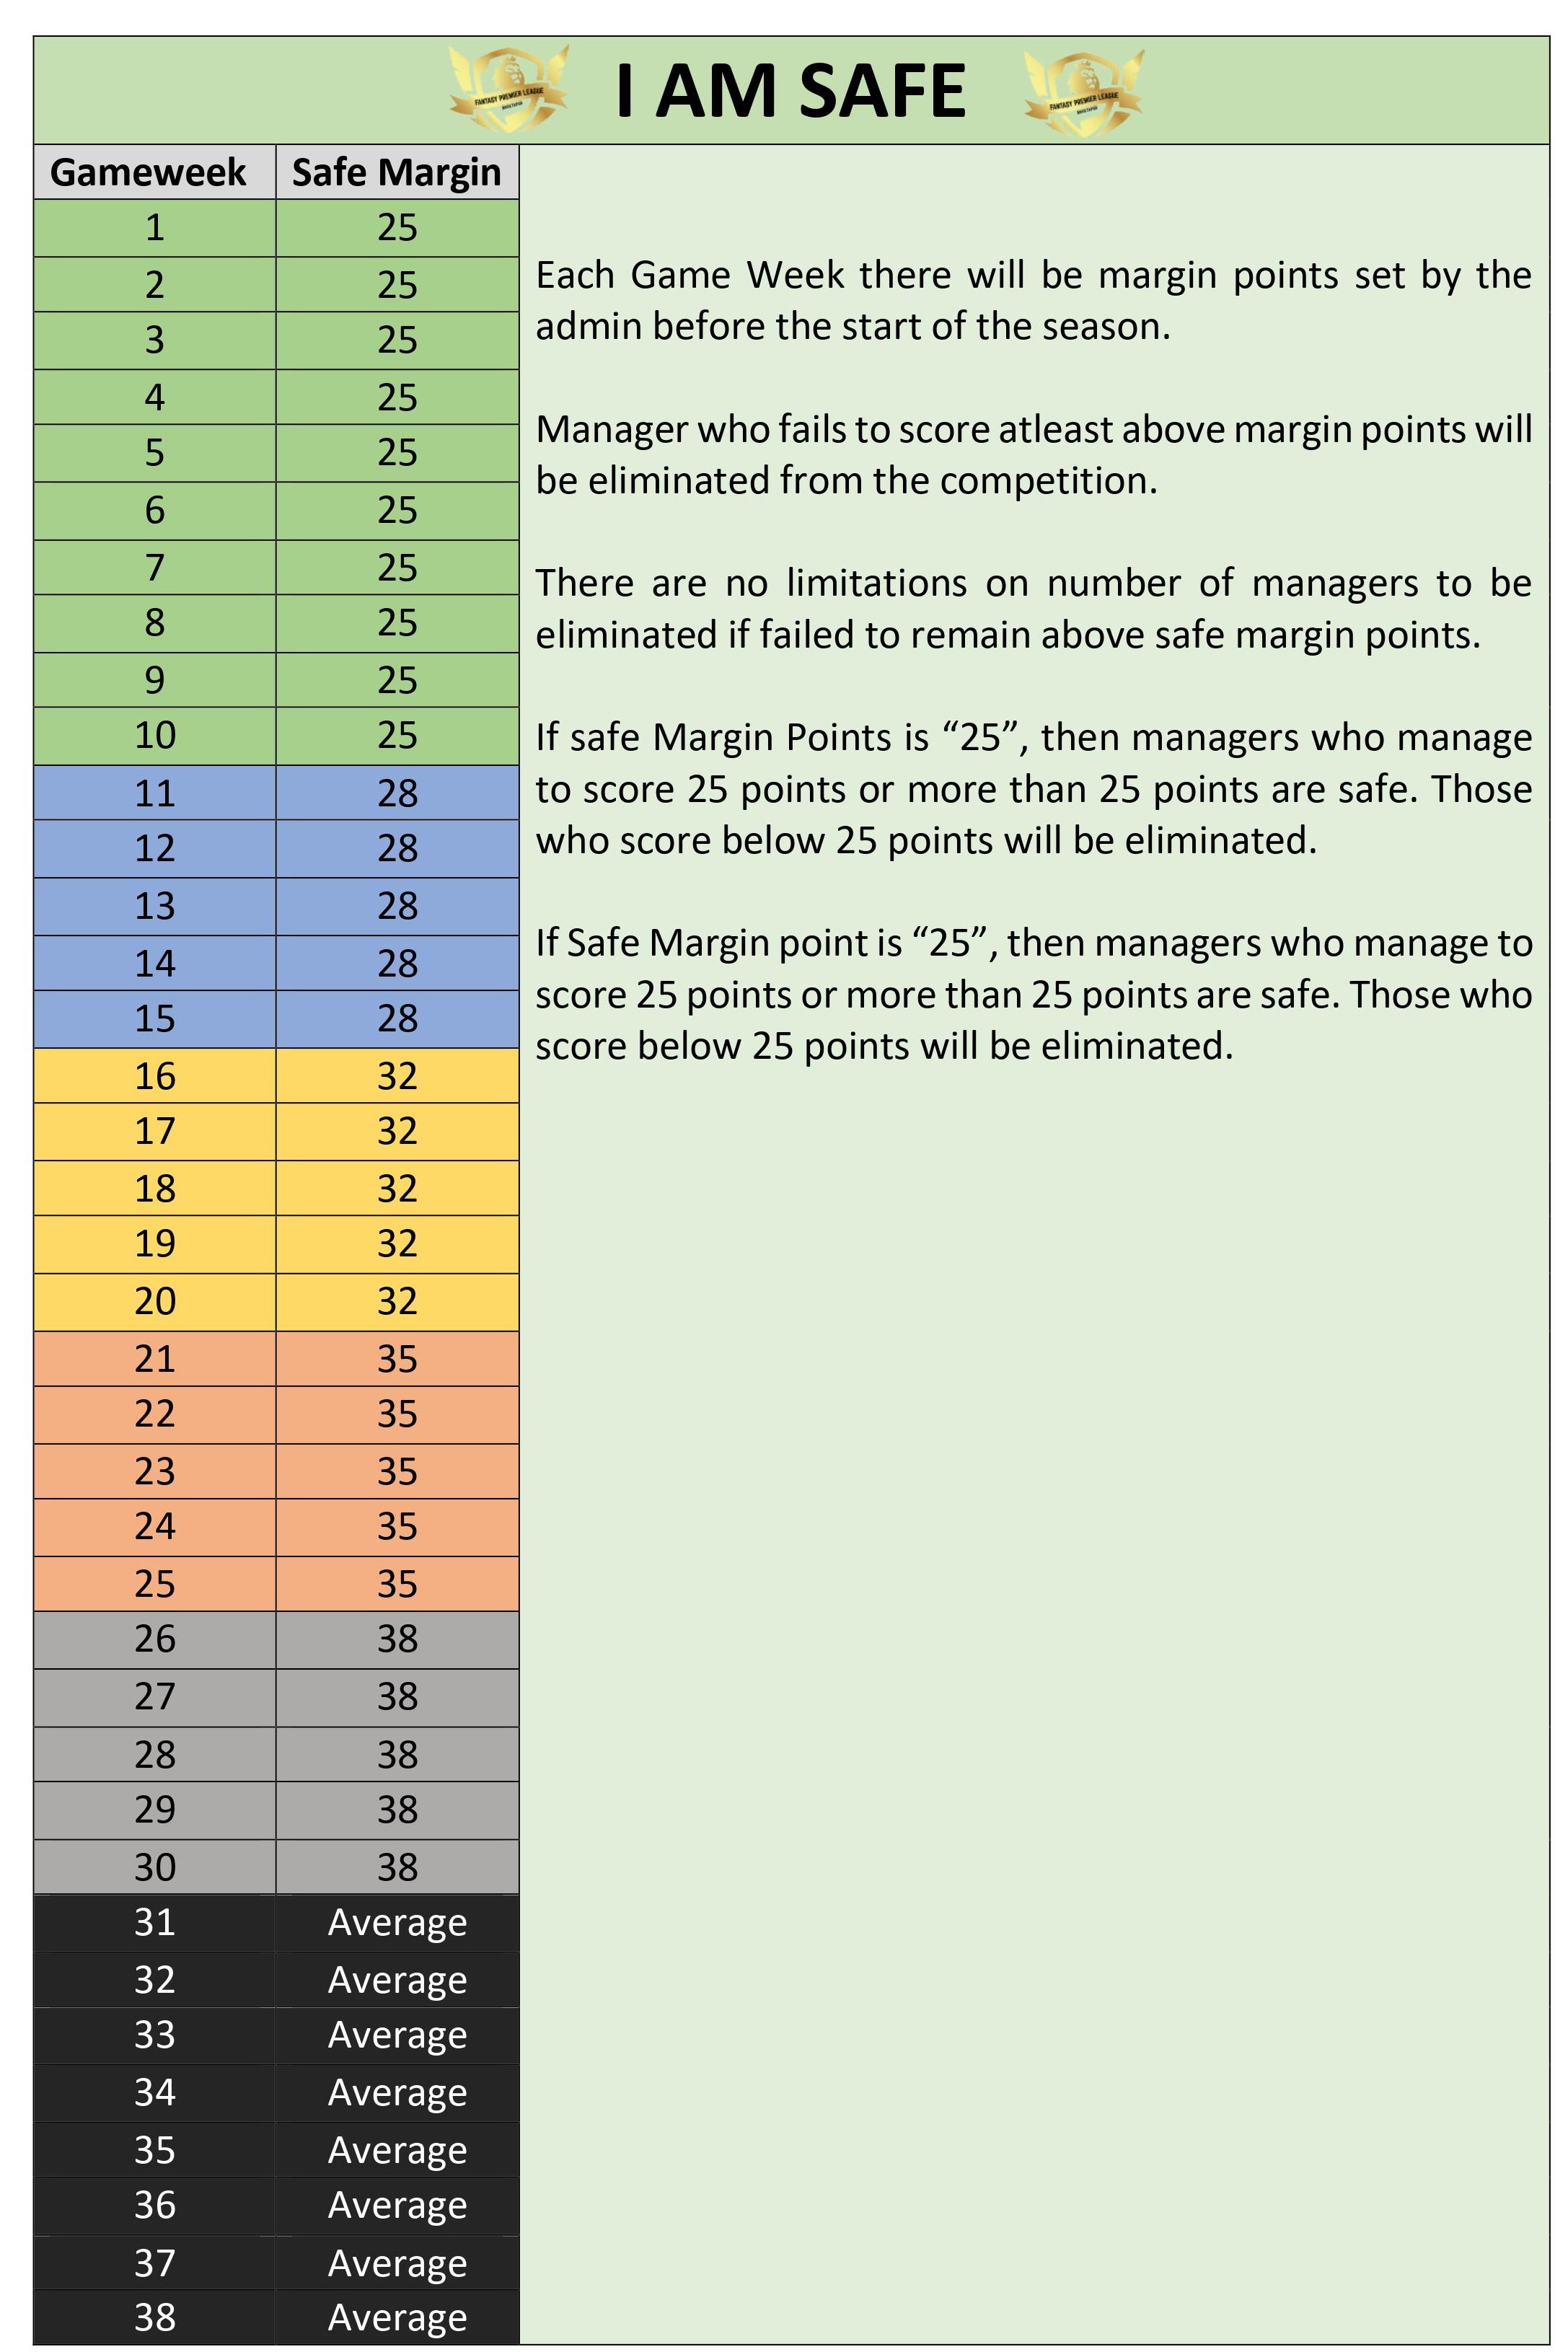 FANTASY PREMIER LEAGUE
I AM SAFE
FANTASY PREMIER LEAGUE
Gameweek Safe Margin
1 25
2 25
3 25
4 25
5 25
6 25
7 25
8 25
9 25
10 25
11 28
12 28
13 28
14 28
15 28
16 32
17 32
18 32
19 32
20 32
21 35
22 35
23 35
24 35
25 35
26 38
27 38
28 38
29 38
30 38
31 Average
32 Average
33 Average
34 Average
35 Average
36 Average
37 Average
38 Average
Each Game Week there will be margin points set by the
admin before the start of the season.
Manager who fails to score atleast above margin points will
be eliminated from the competition.
There are no limitations on number of managers to be
eliminated if failed to remain above safe margin points.
If safe Margin Points is “25”, then managers who manage
to score 25 points or more than 25 points are safe. Those
who score below 25 points will be eliminated.
If Safe Margin point is “25”, then managers who manage to
score 25 points or more than 25 points are safe. Those who
score below 25 points will be eliminated.